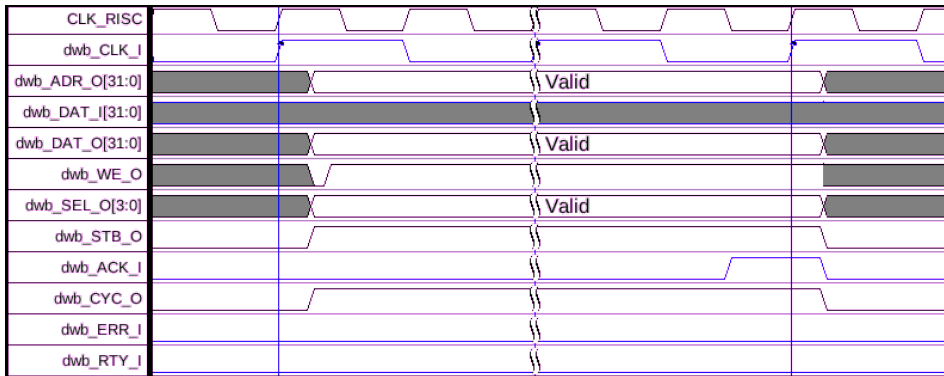 CLK_RISC
dwb_CLK_I
dwb_ADR_O[31:0] Valid
dwb_DAT_I[31:0]
dwb_DAT_O[31:0] Valid
dwb_WE_O
dwb_SEL_O[3:0] Valid
dwb_STB_O
dwb_ACK_I
dwb_CYC_O
dwb_ERR_I
dwb_RTY_I